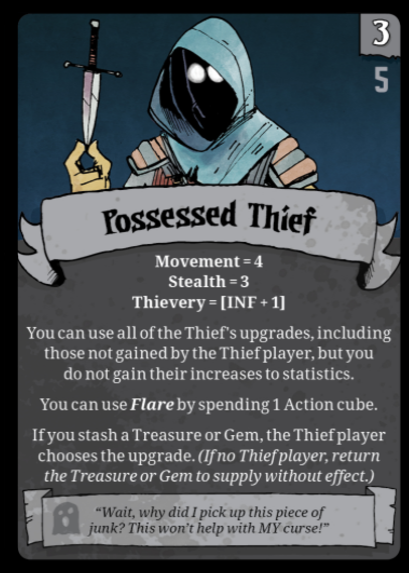 3
5
Possessed Thief
Movement = 4
Stealth = 3
Thievery = [INF + 1]
You can use all of the Thief's upgrades, including
those not gained by the Thief player, but you
do not gain their increases to statistics.
You can use Flare by spending 1 Action cube.
If you stash a Treasure or Gem, the Thief player
chooses the upgrade. (If no Thief player, return
the Treasure or Gem to supply without effect.)
“Wait, why did I pick up this piece of
junk? This won't help with MY curse!”